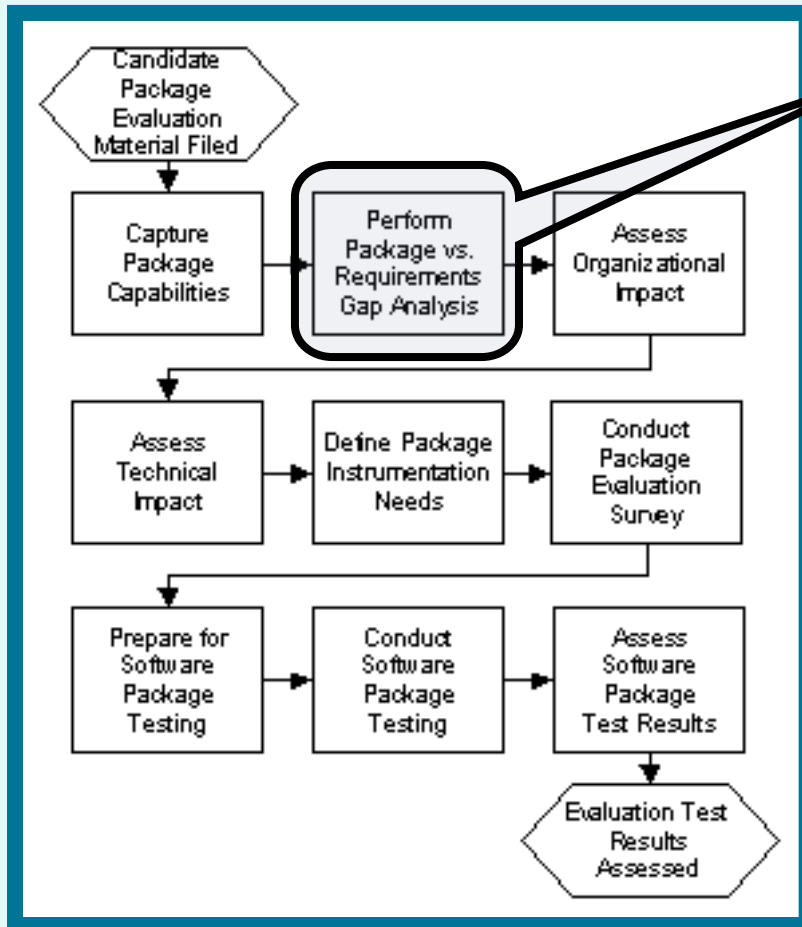 Candidate
Package
Evaluation
Material Filed
Capture
Package
Capabilities
Perform
Package vs.
Requirements
Gap Analysis
Assess
Organizational
Impact
Assess
Technical
Impact
Define Package
Instrumentation
Needs
Conduct
Package
Evaluation
Survey
Prepare for
Software
Package
Testing
Conduct
Software
Package
Testing
Assess
Software
Package
Test Results
Evaluation Test
Results
Assessed